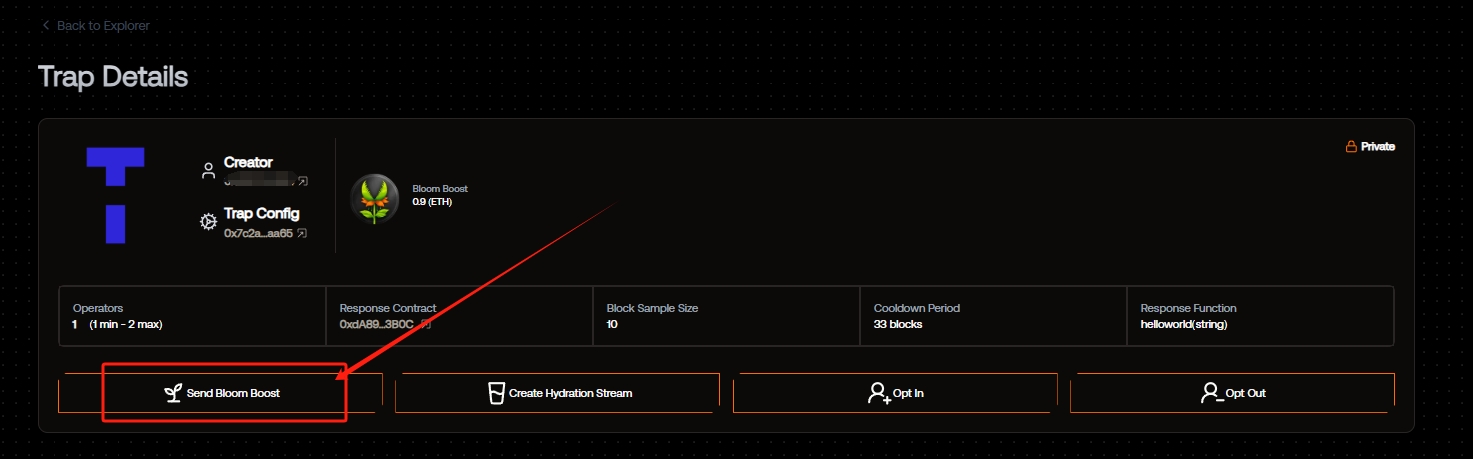 Back to Explorer
Trap Details
Private
Creator
Trap Config
0x7c2a...aa65
Bloom Boost
0.9 (ETH)
Operators
1 (1 min - 2 max)
Response Contract
0xdA89...3B0C
Block Sample Size
10
Cooldown Period
33 blocks
Response Function
helloworld(string)
Send Bloom Boost
Create Hydration Stream
Opt In
Opt Out